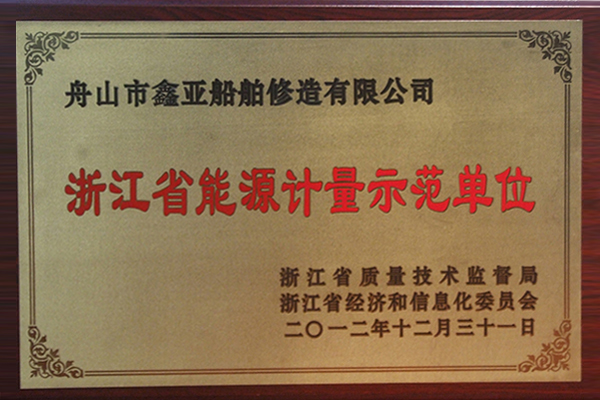 舟山市鑫亚船舶修造有限公司
浙江省能源计量示范单位
浙江省质量技术监督局
浙江省经济和信息化委员会
二〇一二年十二月三十一日